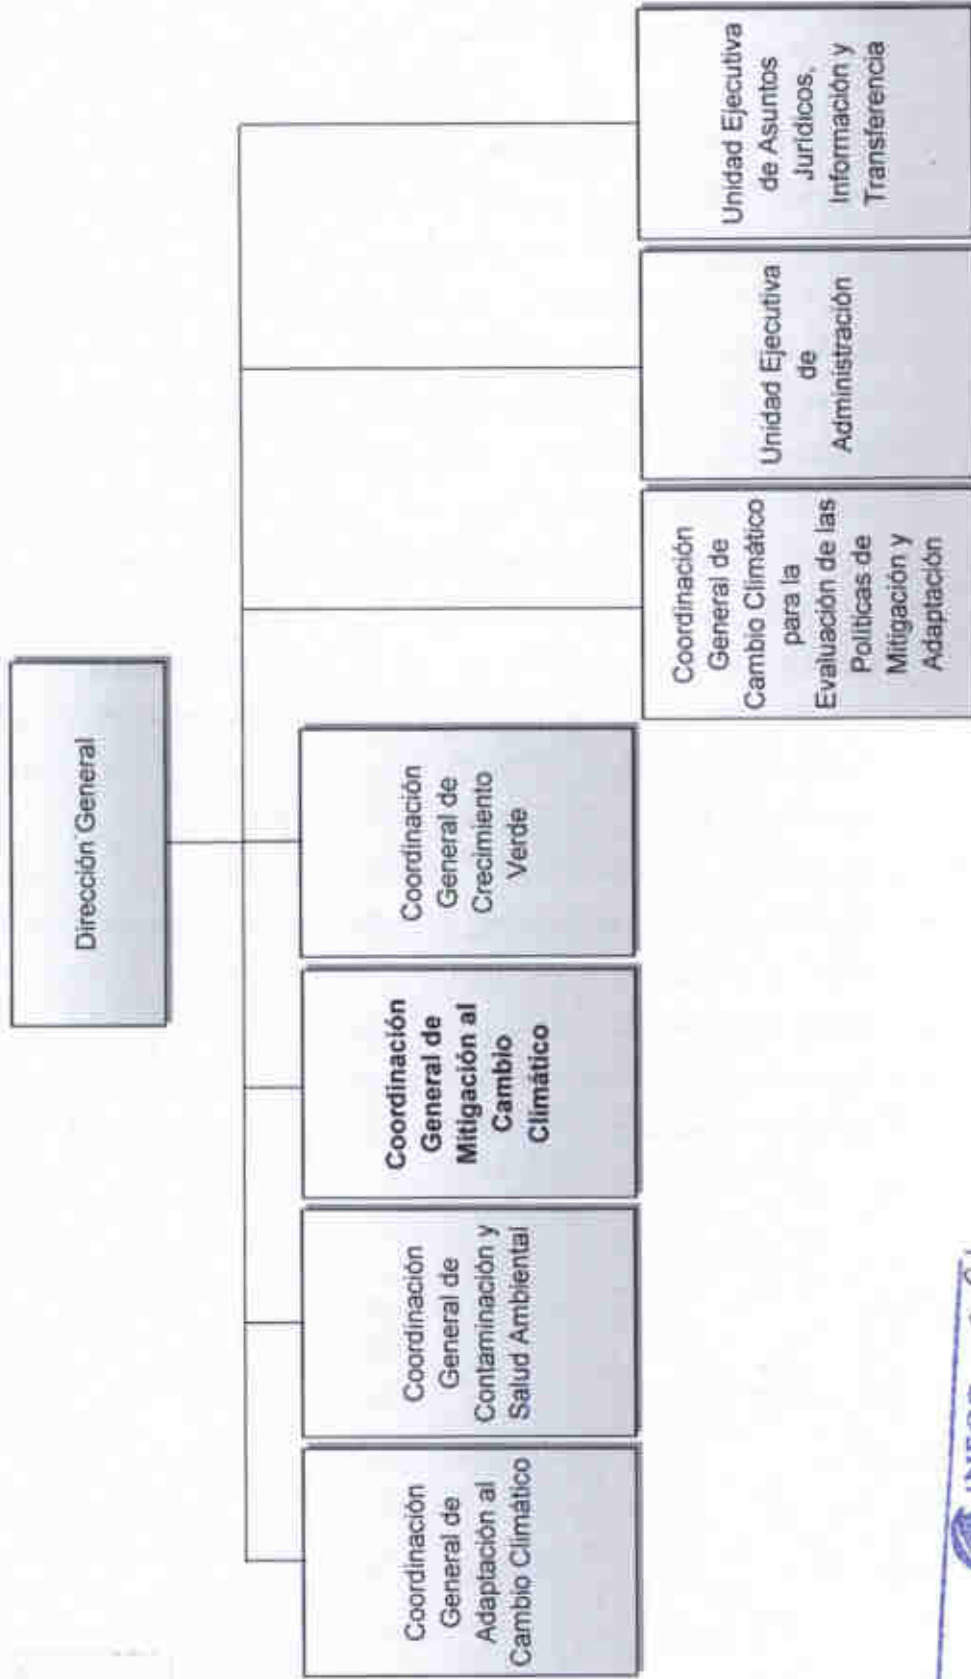 Dirección General
Coordinación
General de
Adaptación al
Cambio Climático
Coordinación
General de
Contaminación y
Salud Ambiental
Coordinación
General de
Mitigación al
Cambio
Climático
Coordinación
General de
Crecimiento
Verde
Coordinación
General de
Cambio Climático
para la
Evaluación de las
Políticas de
Mitigación y
Adaptación
Unidad Ejecutiva
de
Administración
Unidad Ejecutiva
de Asuntos
Jurídicos,
Información y
Transferencia